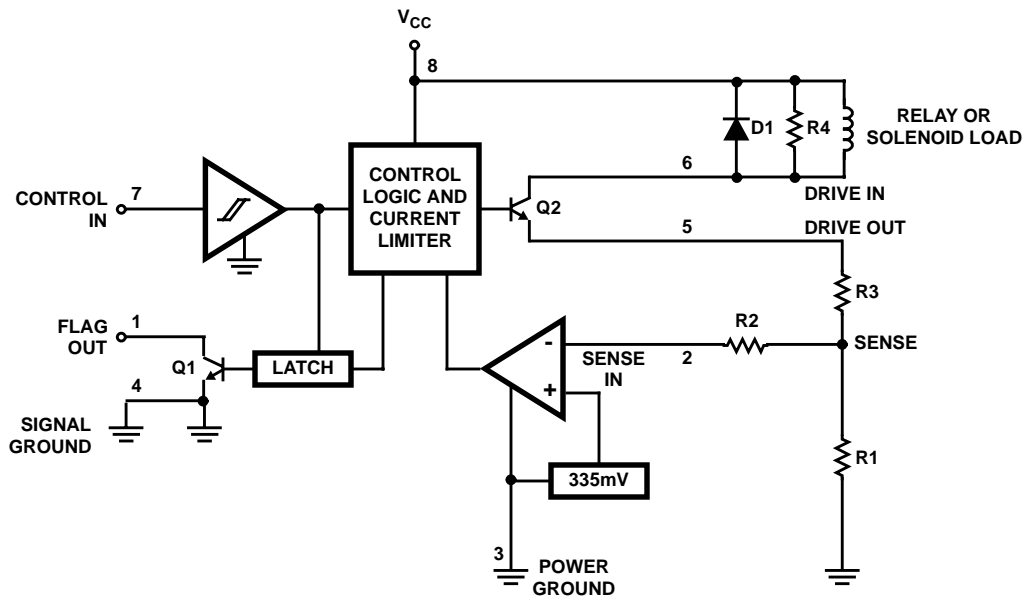 VCC
8
D1
R4
RELAY OR
SOLENOID LOAD
CONTROL
IN
7
CONTROL
LOGIC AND
CURRENT
LIMITER
Q2
6
DRIVE IN
5
DRIVE OUT
R3
FLAG
OUT
1
Q1
LATCH
4
SIGNAL
GROUND
-
+
SENSE
IN
2
R2
SENSE
R1
335mV
3
POWER
GROUND